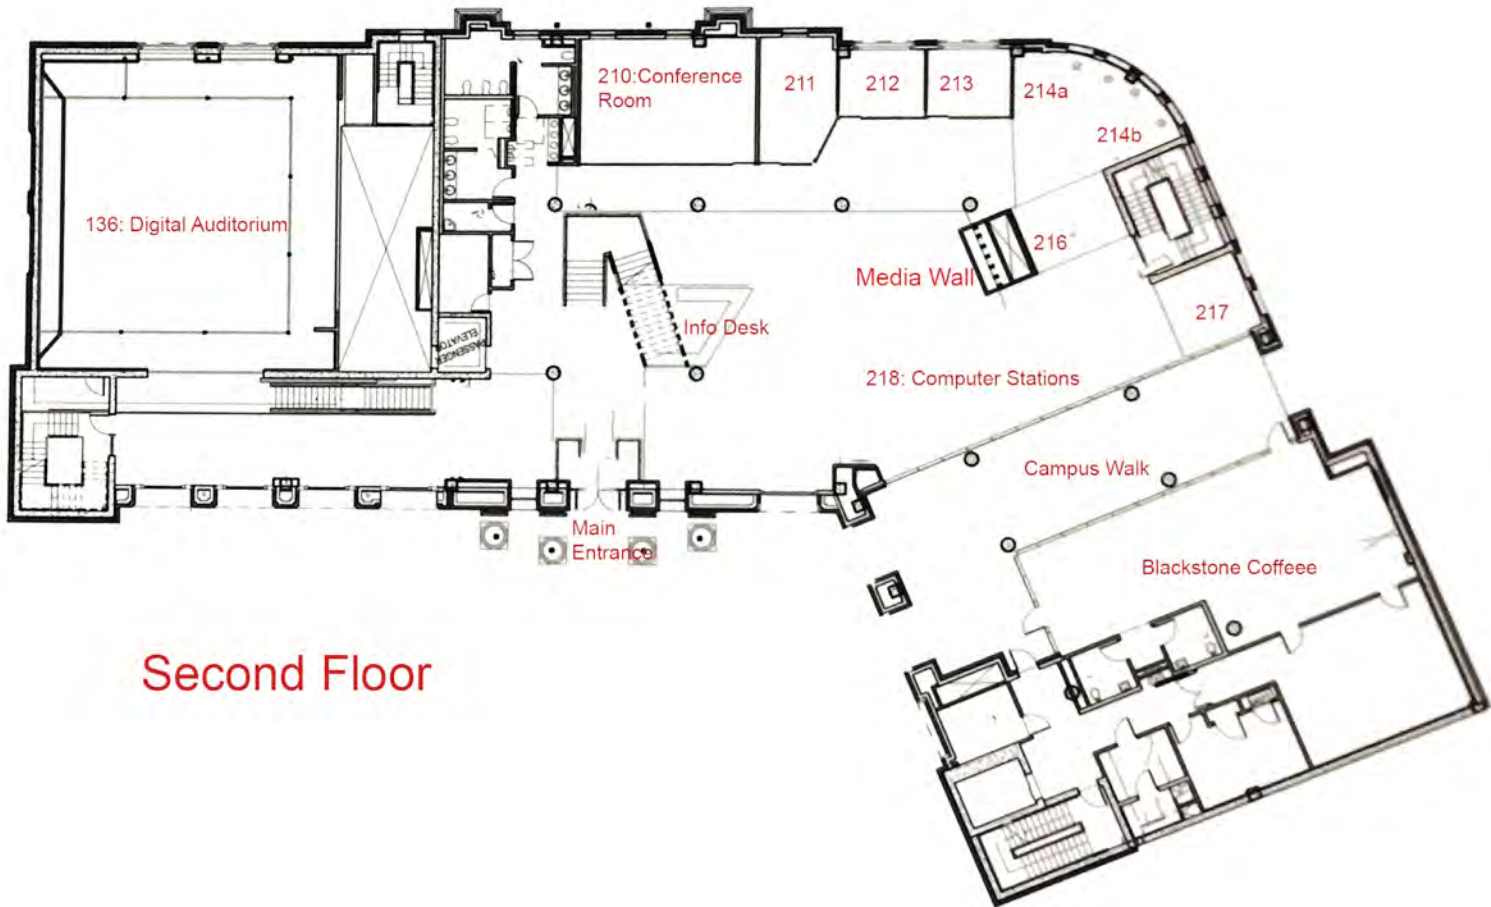 210:Conference
Room
211
212
213
214a
214b
136: Digital Auditorium
216
Media Wall
217
Info Desk
PASSENGER
ELEVATOR
218: Computer Stations
Campus Walk
Main
Entrance
Blackstone Coffeee
Second Floor